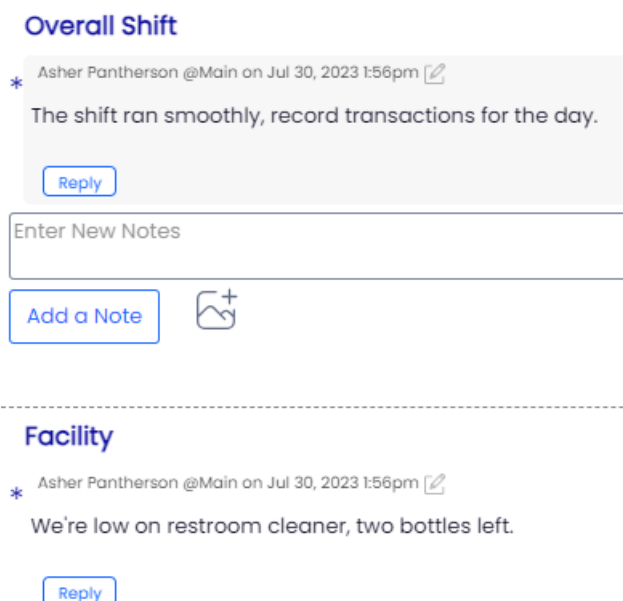 Overall Shift
* Asher Pantherson @Main on Jul 30, 2023 1:56pm
The shift ran smoothly, record transactions for the day.
Reply
Enter New Notes
Add a Note
Facility
* Asher Pantherson @Main on Jul 30, 2023 1:56pm
We're low on restroom cleaner, two bottles left.
Reply